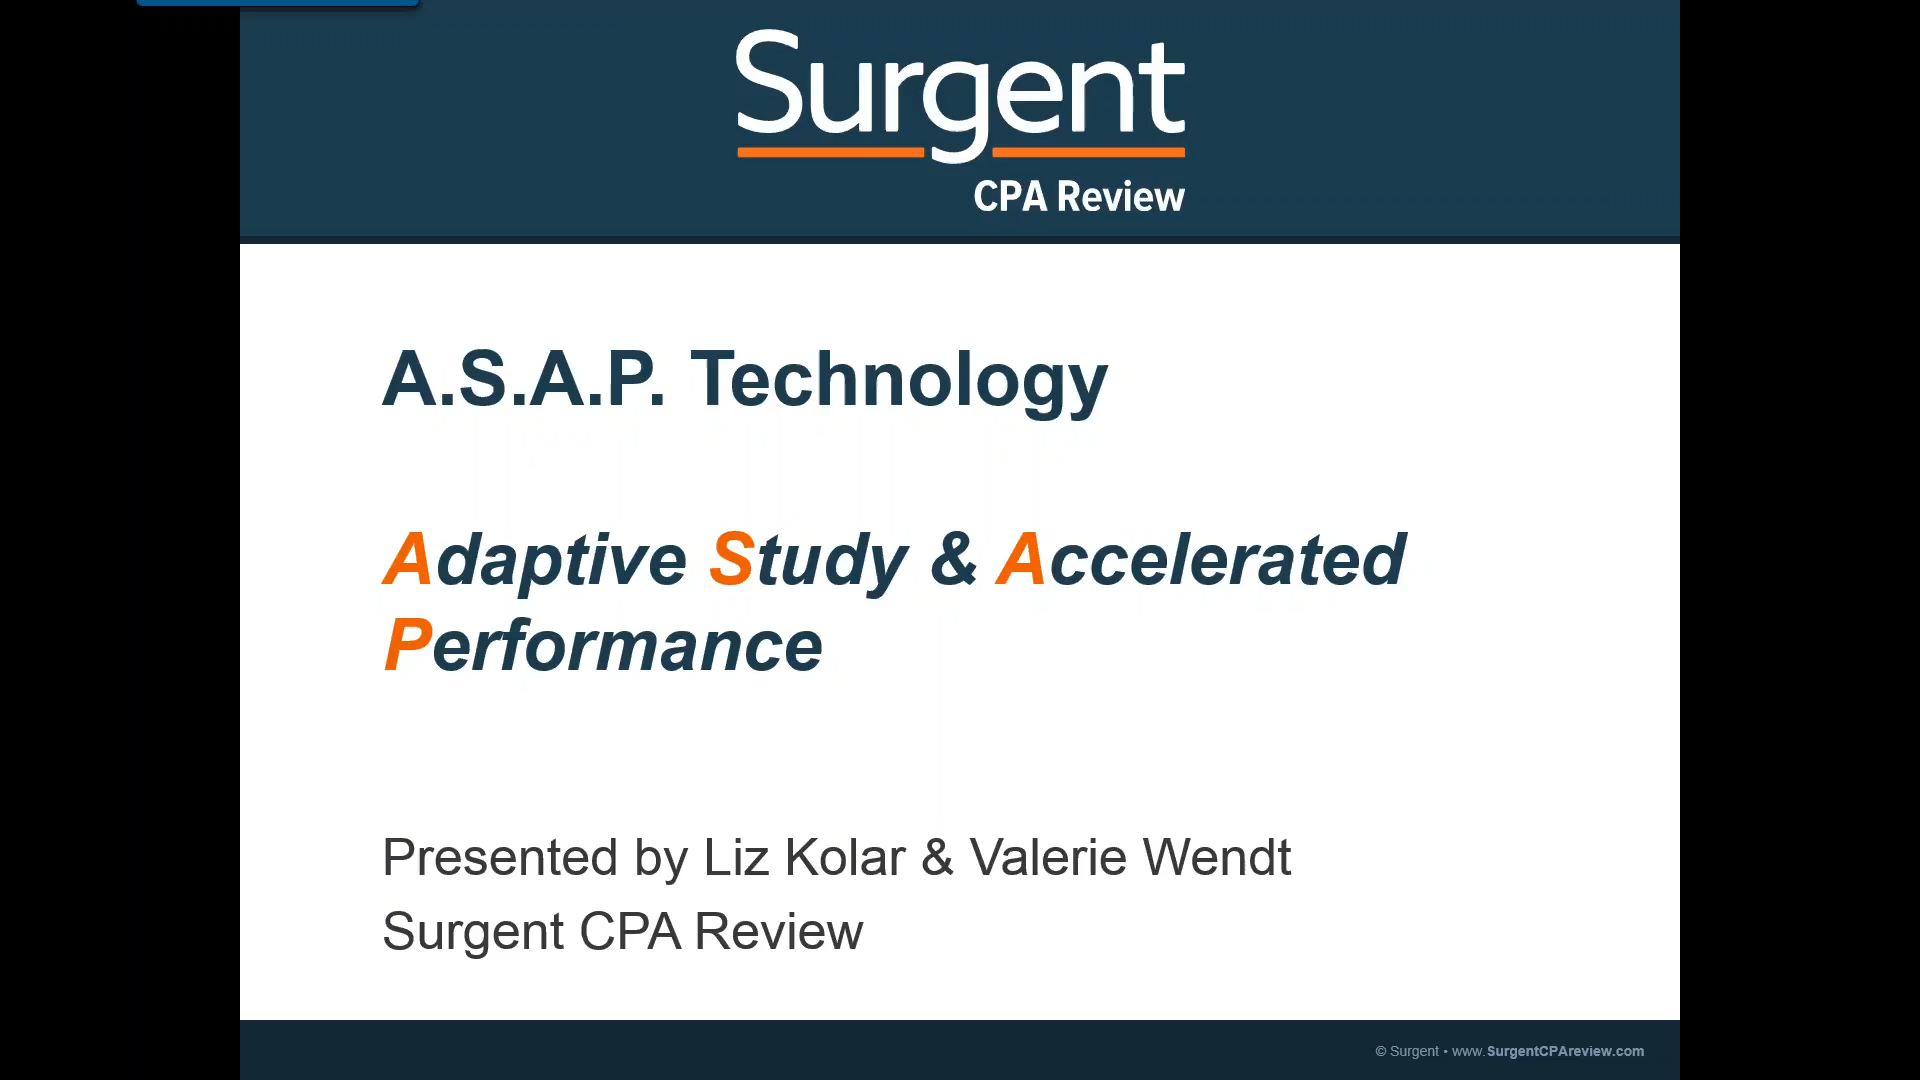 Surgent
CPA Review
A.S.A.P. Technology
Adaptive Study & Accelerated
Performance
Presented by Liz Kolar & Valerie Wendt
Surgent CPA Review
© Surgent • www.SurgentCPAreview.com